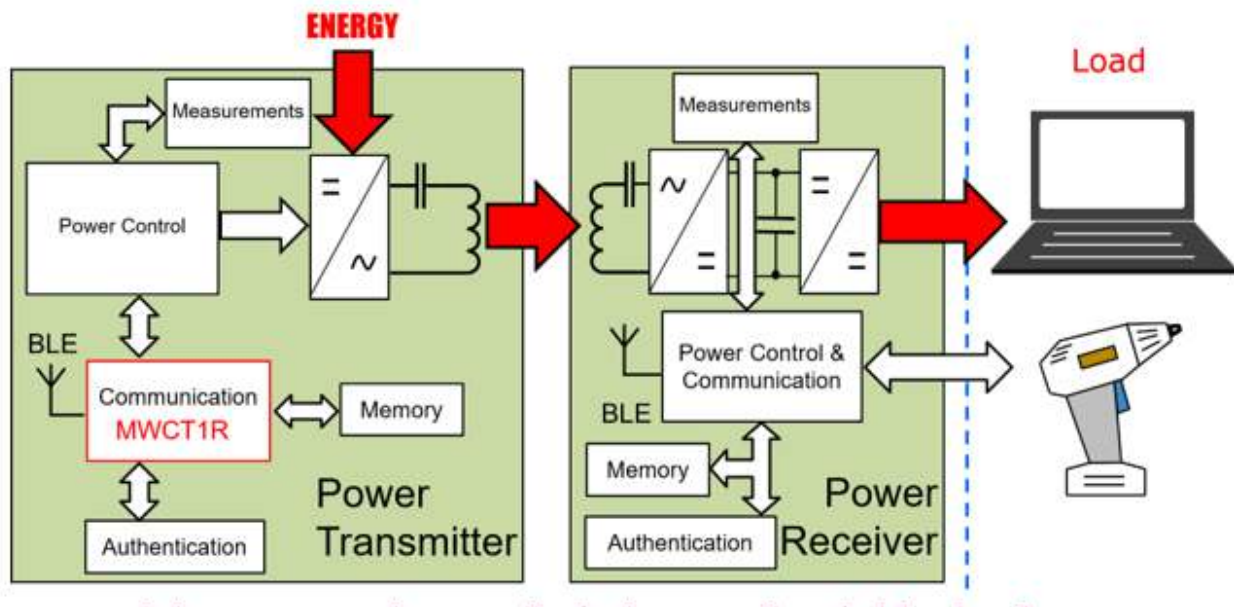 ENERGY
Measurements
Power Control
BLE
Communication
MWCT1R
Memory
Authentication
Power
Transmitter
Measurements
Power Control &
Communication
BLE
Memory
Authentication
Power
Receiver
Load